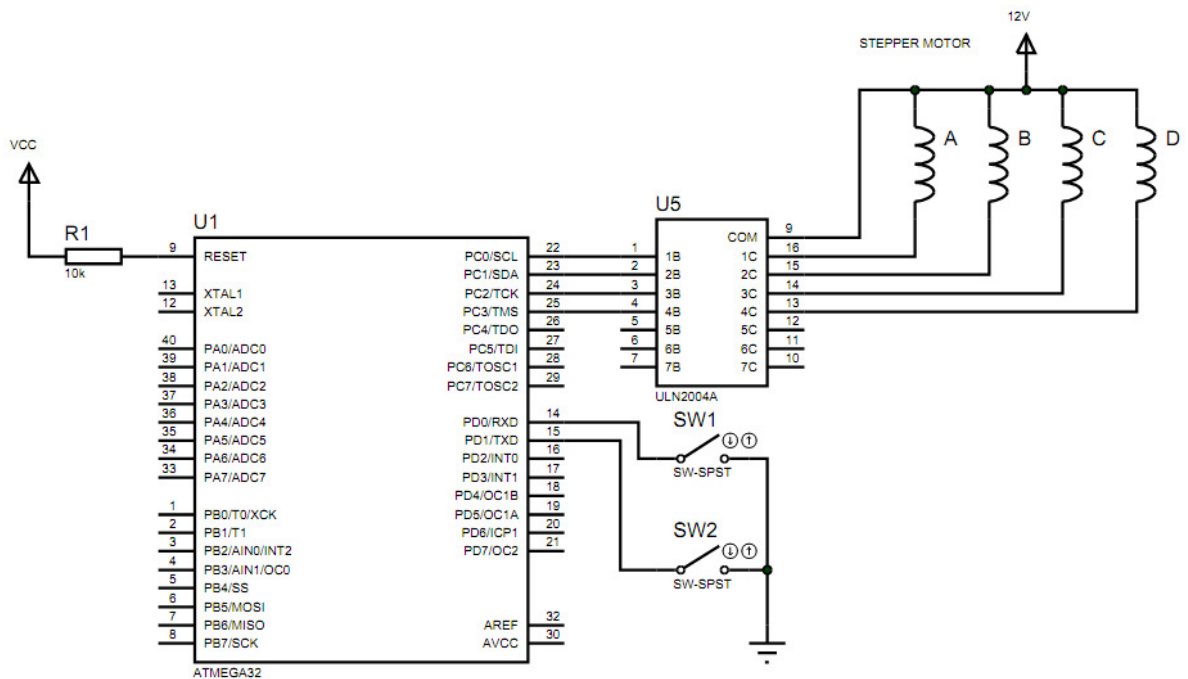 12V
STEPPER MOTOR
A
B
C
D
VCC
R1
10k
U1
9 RESET
13 XTAL1
12 XTAL2
40 PA0/ADC0
39 PA1/ADC1
38 PA2/ADC2
37 PA3/ADC3
36 PA4/ADC4
35 PA5/ADC5
34 PA6/ADC6
33 PA7/ADC7
1 PB0/T0/XCK
2 PB1/T1
3 PB2/AIN0/INT2
4 PB3/AIN1/OC0
5 PB4/SS
6 PB5/MOSI
7 PB6/MISO
8 PB7/SCK
PC0/SCL 22
PC1/SDA 23
PC2/TCK 24
PC3/TMS 25
PC4/TDO 26
PC5/TDI 27
PC6/TOSC1 28
PC7/TOSC2 29
PD0/RXD 14
PD1/TXD 15
PD2/INT0 16
PD3/INT1 17
PD4/OC1B 18
PD5/OC1A 19
PD6/ICP1 20
PD7/OC2 21
AREF 32
AVCC 30
ATMEGA32
U5
1 1B
2 2B
3 3B
4 4B
5 5B
6 6B
7 7B
COM 9
1C 16
2C 15
3C 14
4C 13
5C 12
6C 11
7C 10
ULN2004A
SW1
SW-SPST
SW2
SW-SPST